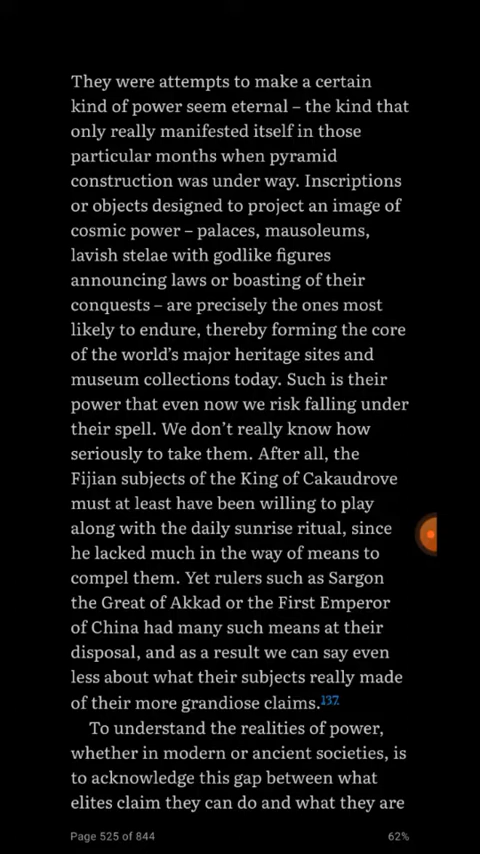 They were attempts to make a certain
kind of power seem eternal – the kind that
only really manifested itself in those
particular months when pyramid
construction was under way. Inscriptions
or objects designed to project an image of
cosmic power – palaces, mausoleums,
lavish stelae with godlike figures
announcing laws or boasting of their
conquests – are precisely the ones most
likely to endure, thereby forming the core
of the world’s major heritage sites and
museum collections today. Such is their
power that even now we risk falling under
their spell. We don’t really know how
seriously to take them. After all, the
Fijian subjects of the King of Cakaudrove
must at least have been willing to play
along with the daily sunrise ritual, since
he lacked much in the way of means to
compel them. Yet rulers such as Sargon
the Great of Akkad or the First Emperor
of China had many such means at their
disposal, and as a result we can say even
less about what their subjects really made
of their more grandiose claims.137
To understand the realities of power,
whether in modern or ancient societies, is
to acknowledge this gap between what
elites claim they can do and what they are
Page 525 of 844 62%